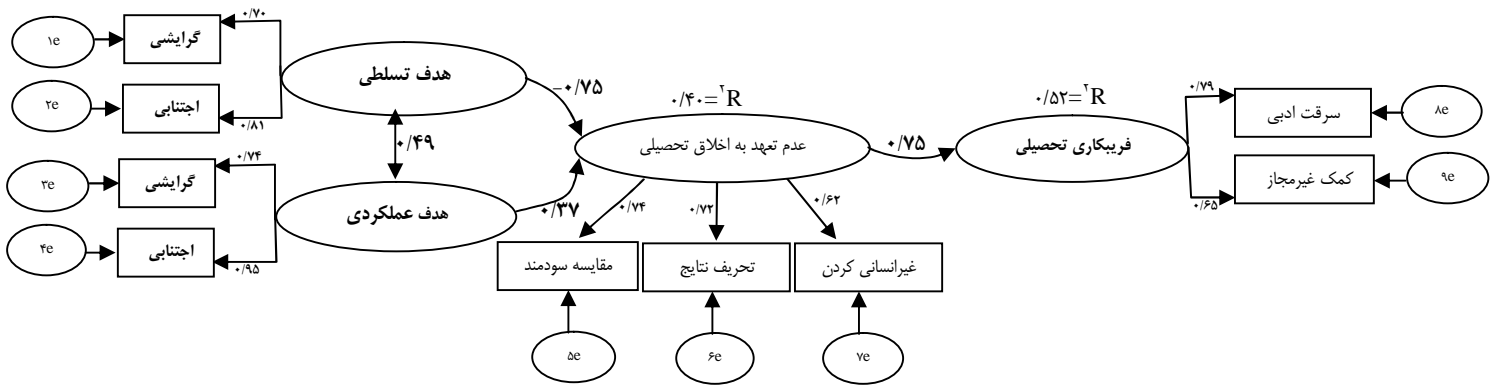 ۱e
گرایشی
۰/۷۰
۲e
اجتنابی
۰/۸۱
هدف تسلطی
-۰/۷۵
۰/۴۹
۳e
گرایشی
۰/۷۴
۴e
اجتنابی
۰/۹۵
هدف عملکردی
۰/۳۷
۰/۴۰=۲R
عدم تعهد به اخلاق تحصیلی
۰/۷۴
۰/۷۲
۰/۶۲
مقایسه سودمند
تحریف نتایج
غیرانسانی کردن
۵e
۶e
۷e
۰/۷۵
۰/۵۲=۲R
فریبکاری تحصیلی
۰/۷۹
سرقت ادبی
۸e
۰/۶۵
کمک غیرمجاز
۹e